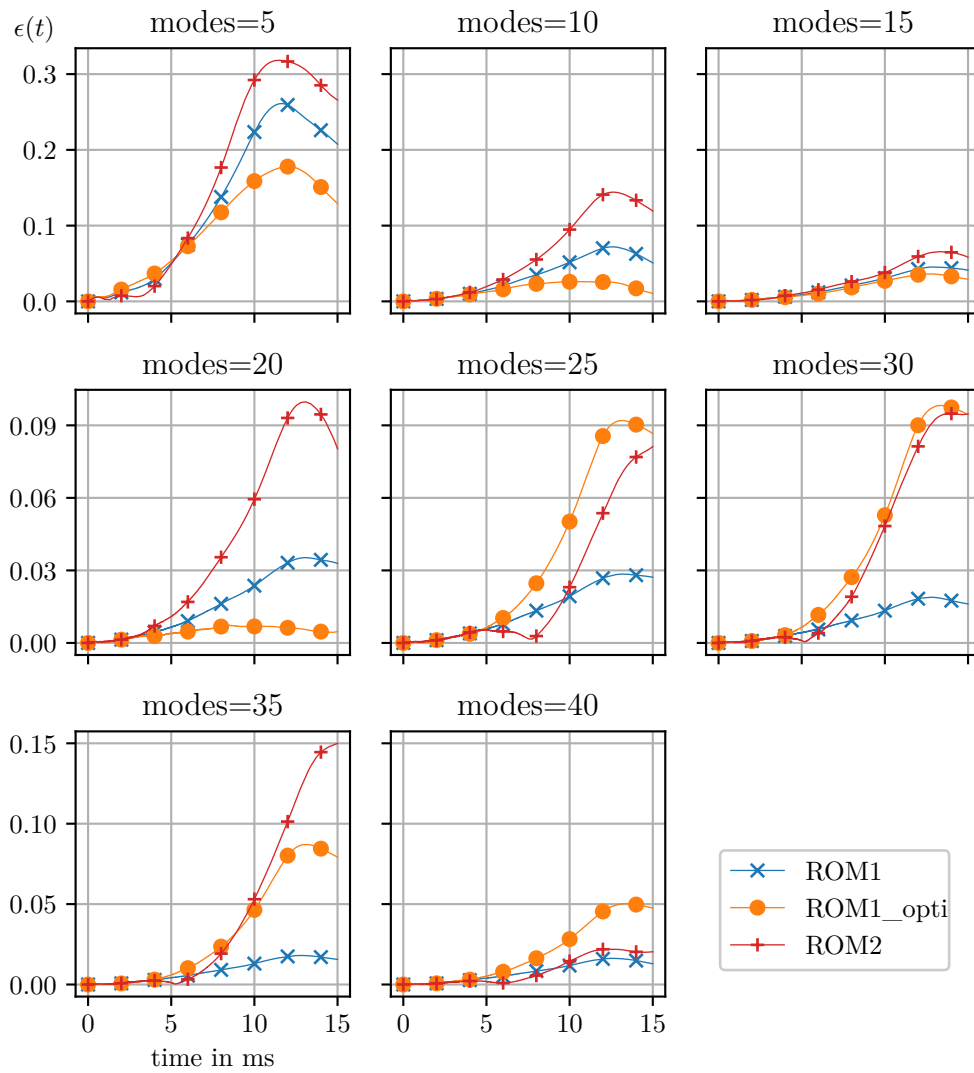 ϵ(t)
modes=5
modes=10
modes=15
0.3
0.2
0.1
0.0
modes=20
modes=25
modes=30
0.09
0.06
0.03
0.00
modes=35
modes=40
0.15
0.10
0.05
0.00
0 5 10 15
0 5 10 15
time in ms
ROM1
ROM1_opti
ROM2